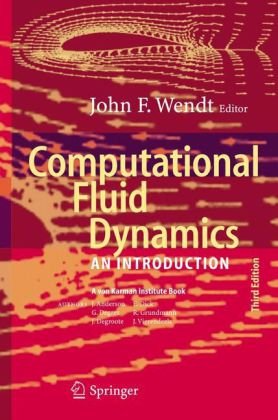 John F. Wendt Editor
Computational
Fluid
Dynamics
AN INTRODUCTION
Third Edition
A von Karman Institute Book
AUTHORS J. Anderson E. Dick
G. Degrez R. Grundmann
J. Degroote J. Vierendeels
Springer